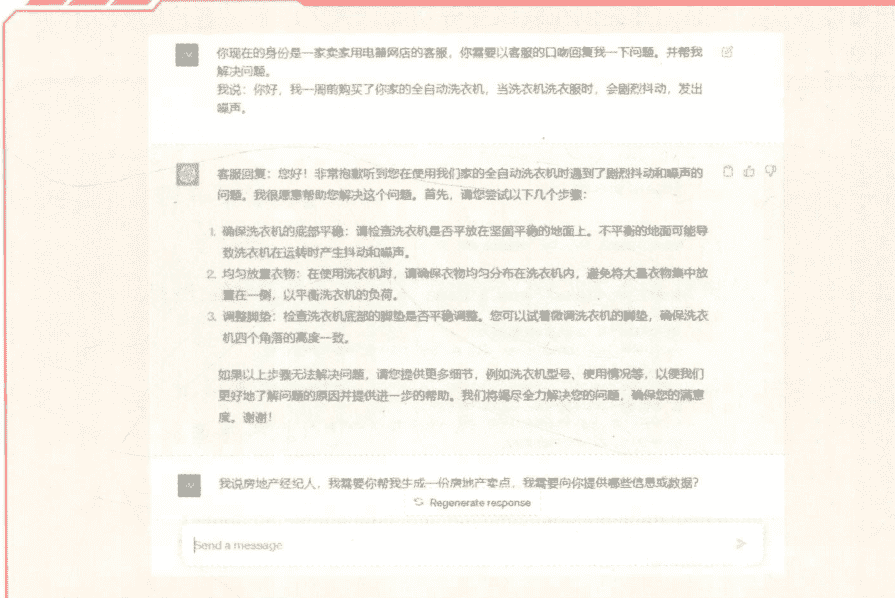 你现在的身份是一家卖家用电器网店的客服，你需要以客服的口吻回复我一下问题。并帮我
解决问题。
我说：你好，我一周前购买了你家的全自动洗衣机，当洗衣机洗衣服时，会剧烈抖动，发出
噪声。
客服回复：您好！非常抱歉听到您在使用我们家的全自动洗衣机时遇到了剧烈抖动和噪声的
问题。我很愿意帮助您解决这个问题。首先，请您尝试以下几个步骤：
1. 确保洗衣机的底部平稳：请检查洗衣机是否平放在坚固平稳的地面上。不平衡的地面可能导
致洗衣机在运转时产生抖动和噪声。
2. 均匀放置衣物：在使用洗衣机时，请确保衣物均匀分布在洗衣机内，避免将大量衣物集中放
置在一侧，以平衡洗衣机的负荷。
3. 调整脚垫：检查洗衣机底部的脚垫是否平稳调整。您可以试着微调洗衣机的脚垫，确保洗衣
机四个角落的高度一致。
如果以上步骤无法解决问题，请您提供更多细节，例如洗衣机型号、使用情况等，以便我们
更好地了解问题的原因并提供进一步的帮助。我们将竭尽全力解决您的问题，确保您的满意
度。谢谢！
我说房地产经纪人，我需要你帮我生成一份房地产卖点，我需要向你提供哪些信息或数据？
Regenerate response
Send a message